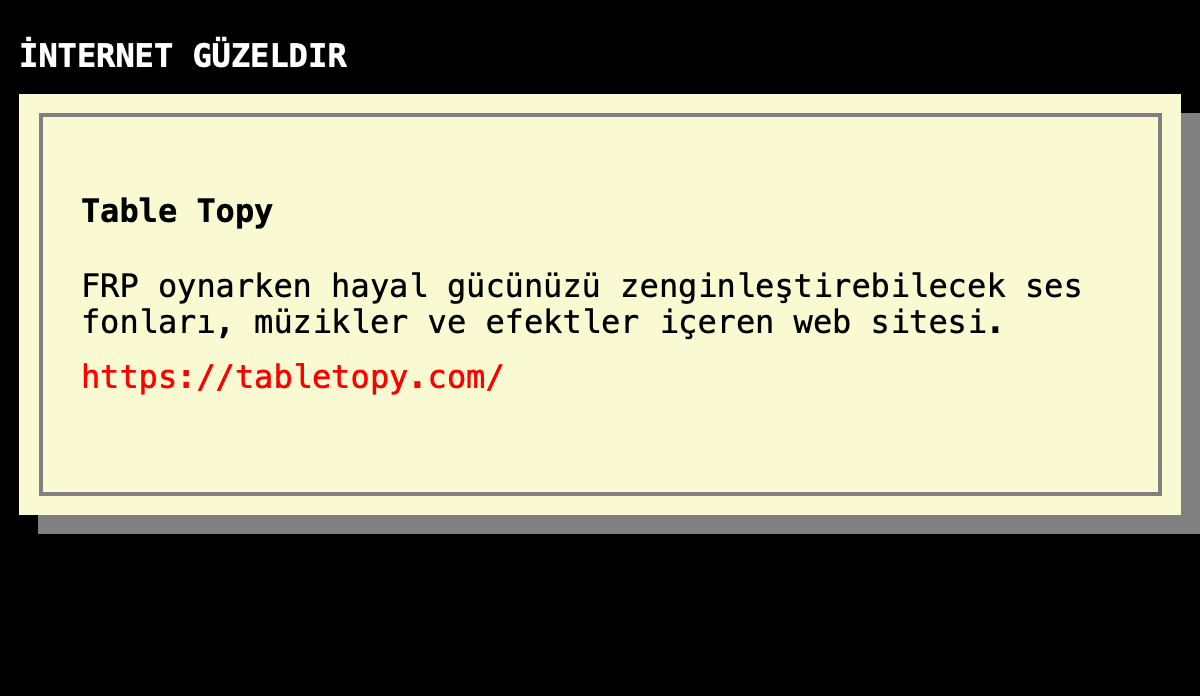 İNTERNET GÜZELDIR
Table Topy
FRP oynarken hayal gücünüzü zenginleştirebilecek ses
fonları, müzikler ve efektler içeren web sitesi.
https://tabletopy.com/